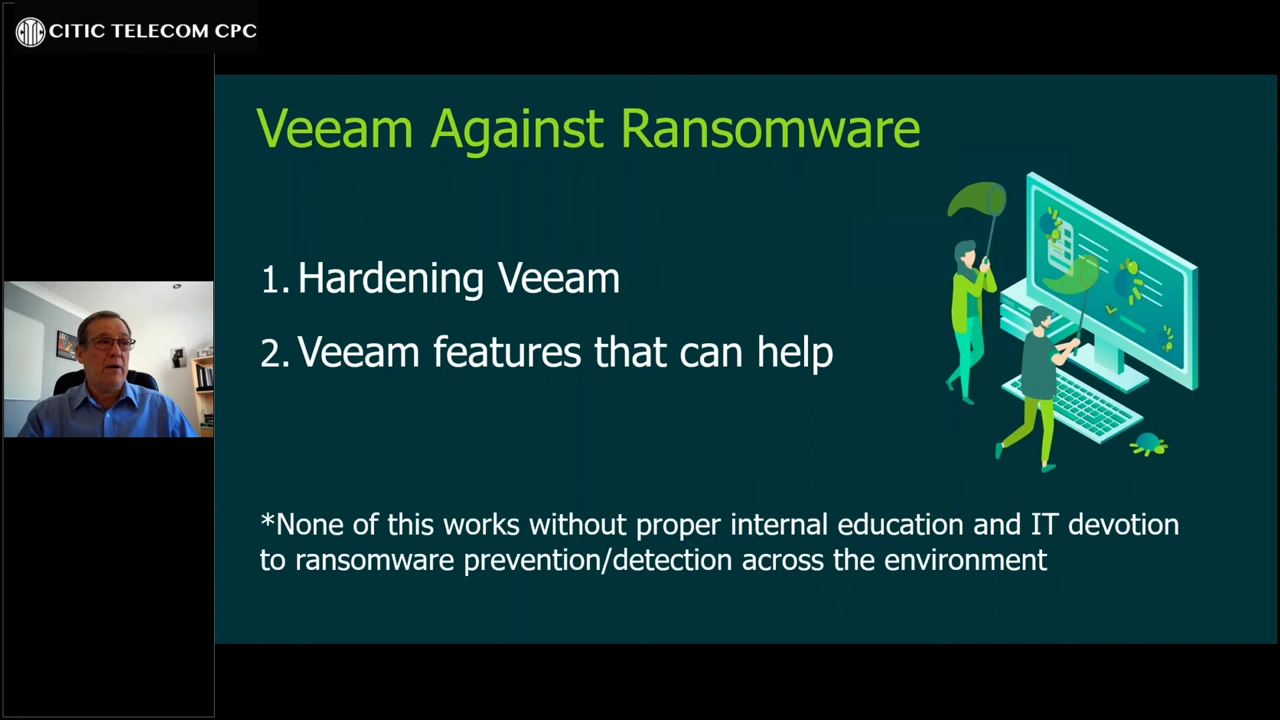 CITIC TELECOM CPC
Veeam Against Ransomware
1. Hardening Veeam
2. Veeam features that can help
*None of this works without proper internal education and IT devotion
to ransomware prevention/detection across the environment